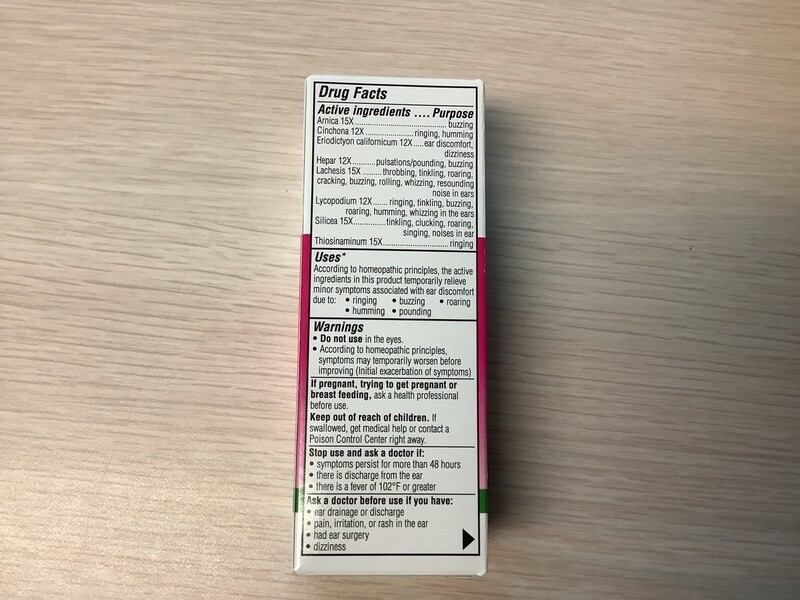 Drug Facts
Active ingredients .... Purpose
Arnica 15X............................................. buzzing
Cinchona 12X........................ringing, humming
Eriodictyon californicum 12X.....ear discomfort,
dizziness
Hepar 12X...........pulsations/pounding, buzzing
Lachesis 15X ......... throbbing, tinkling, roaring,
cracking, buzzing, rolling, whizzing, resounding
noise in ears
Lycopodium 12X....... ringing, tinkling, buzzing,
roaring, humming, whizzing in the ears
Silicea 15X...............tinkling, clucking, roaring,
singing, noises in ear
Thiosinaminum 15X................................ ringing
Uses*
According to homeopathic principles, the active
ingredients in this product temporarily relieve
minor symptoms associated with ear discomfort
due to: • ringing • buzzing • roaring
• humming • pounding
Warnings
• Do not use in the eyes.
• According to homeopathic principles,
symptoms may temporarily worsen before
improving (Initial exacerbation of symptoms)
If pregnant, trying to get pregnant or
breast feeding, ask a health professional
before use.
Keep out of reach of children. If
swallowed, get medical help or contact a
Poison Control Center right away.
Stop use and ask a doctor if:
• symptoms persist for more than 48 hours
• there is discharge from the ear
• there is a fever of 102°F or greater
Ask a doctor before use if you have:
• ear drainage or discharge
• pain, irritation, or rash in the ear
• had ear surgery
• dizziness